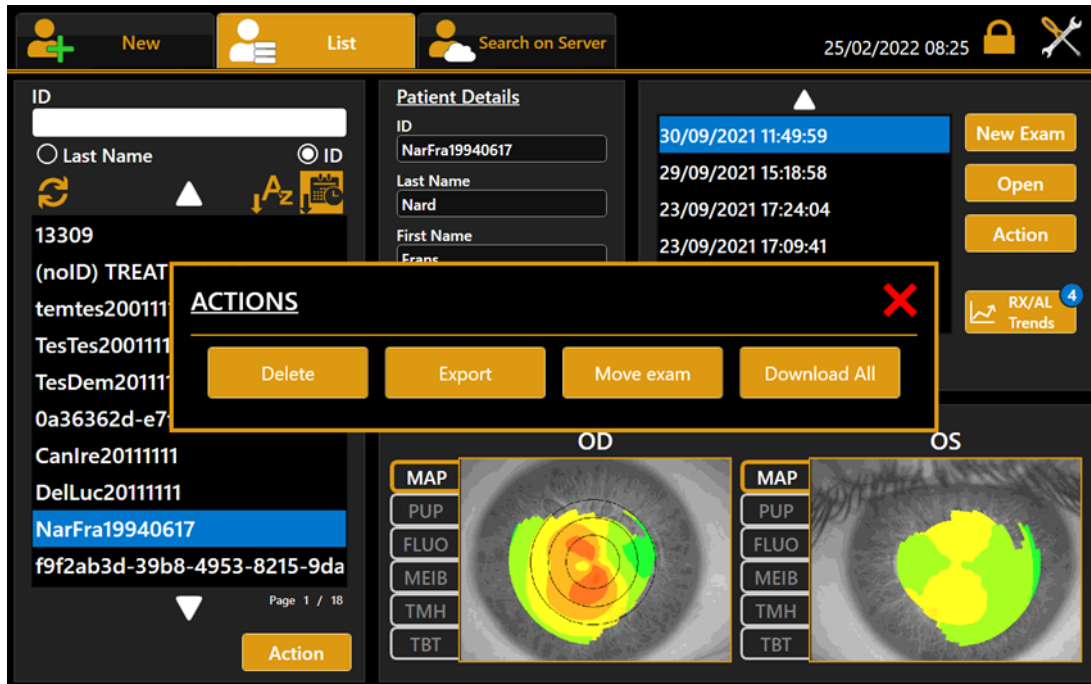 New
List
Search on Server
25/02/2022 08:25
ID
Last Name
ID
AZ
13309
(noID) TREAT
temtes2001111
TesTes2001111
TesDem20111
0a36362d-e7
CanIre20111111
DelLuc20111111
NarFra19940617
f9f2ab3d-39b8-4953-8215-9da
Page 1 / 18
Action
Patient Details
ID
NarFra19940617
Last Name
Nard
First Name
Frans
30/09/2021 11:49:59
29/09/2021 15:18:58
23/09/2021 17:24:04
23/09/2021 17:09:41
New Exam
Open
Action
RX/AL
Trends
4
ACTIONS
Delete
Export
Move exam
Download All
OD
MAP
PUP
FLUO
MEIB
TMH
TBT
OS
MAP
PUP
FLUO
MEIB
TMH
TBT